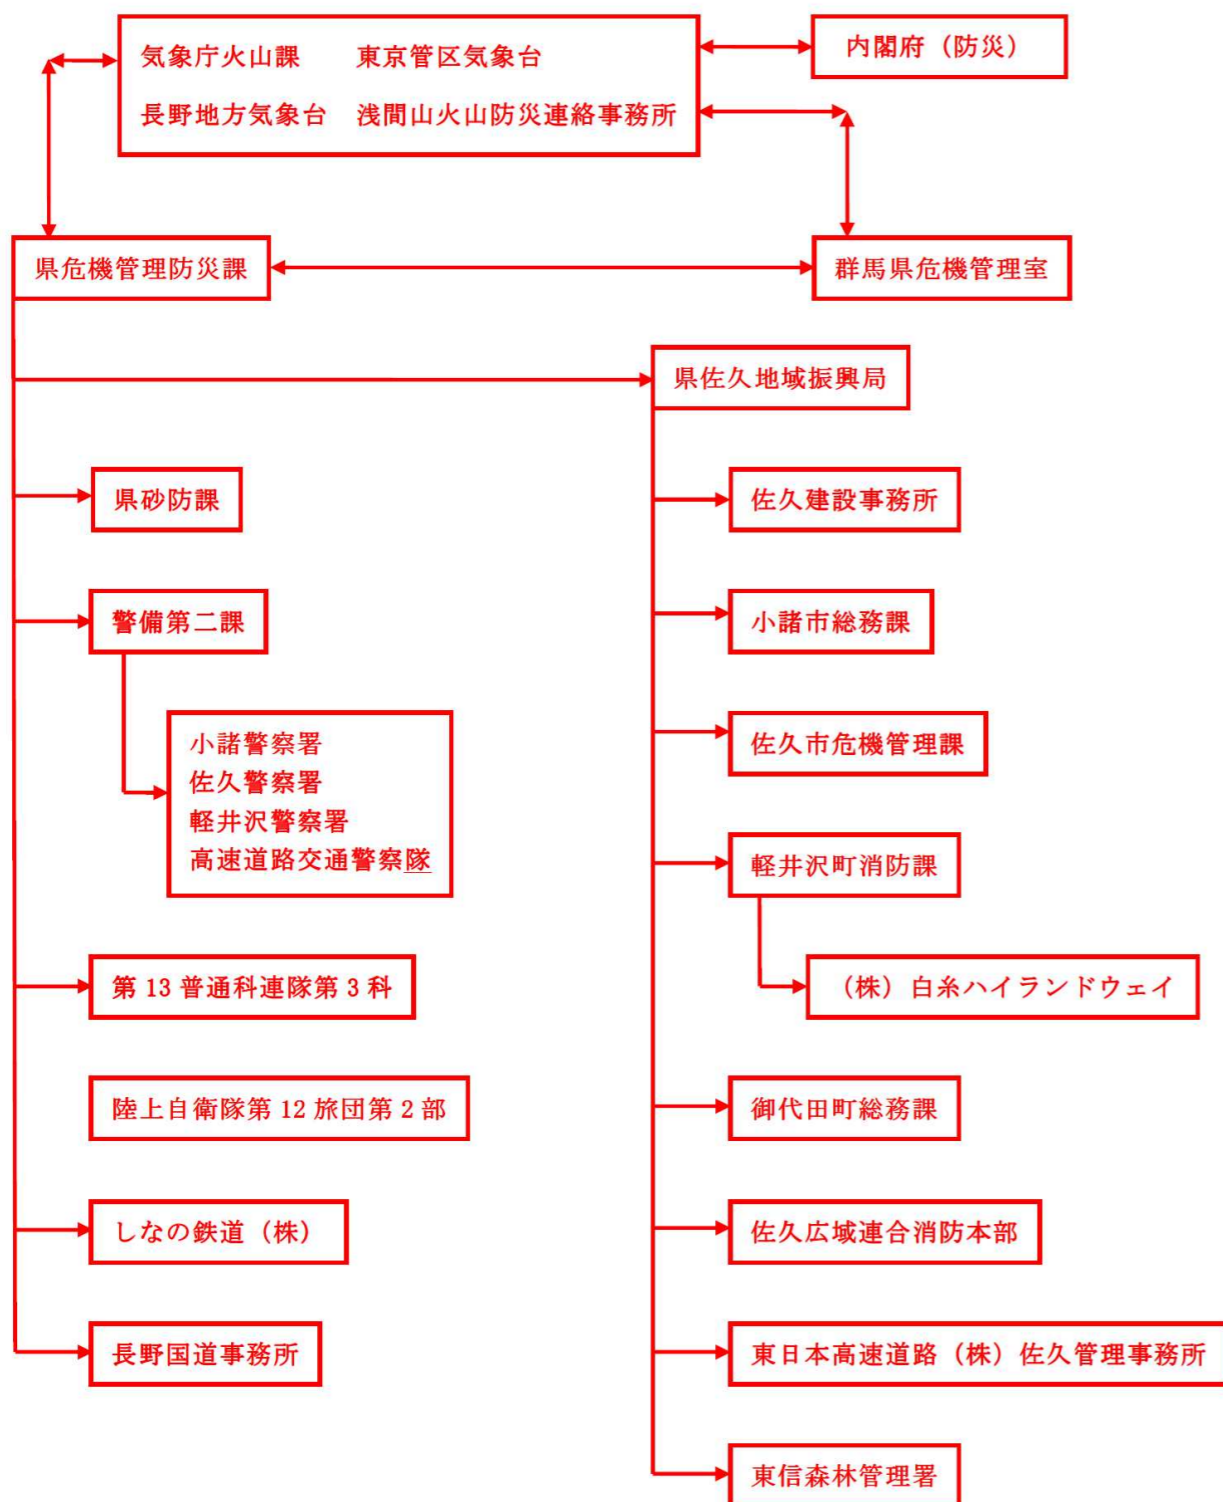 気象庁火山課　東京管区気象台
長野地方気象台　浅間山火山防災連絡事務所
内閣府（防災）
県危機管理防災課
群馬県危機管理室
県佐久地域振興局
県砂防課
警備第二課
小諸警察署
佐久警察署
軽井沢警察署
高速道路交通警察隊
第 13 普通科連隊第 3 科
陸上自衛隊第 12 旅団第 2 部
しなの鉄道（株）
長野国道事務所
佐久建設事務所
小諸市総務課
佐久市危機管理課
軽井沢町消防課
（株）白糸ハイランドウェイ
御代田町総務課
佐久広域連合消防本部
東日本高速道路（株）佐久管理事務所
東信森林管理署